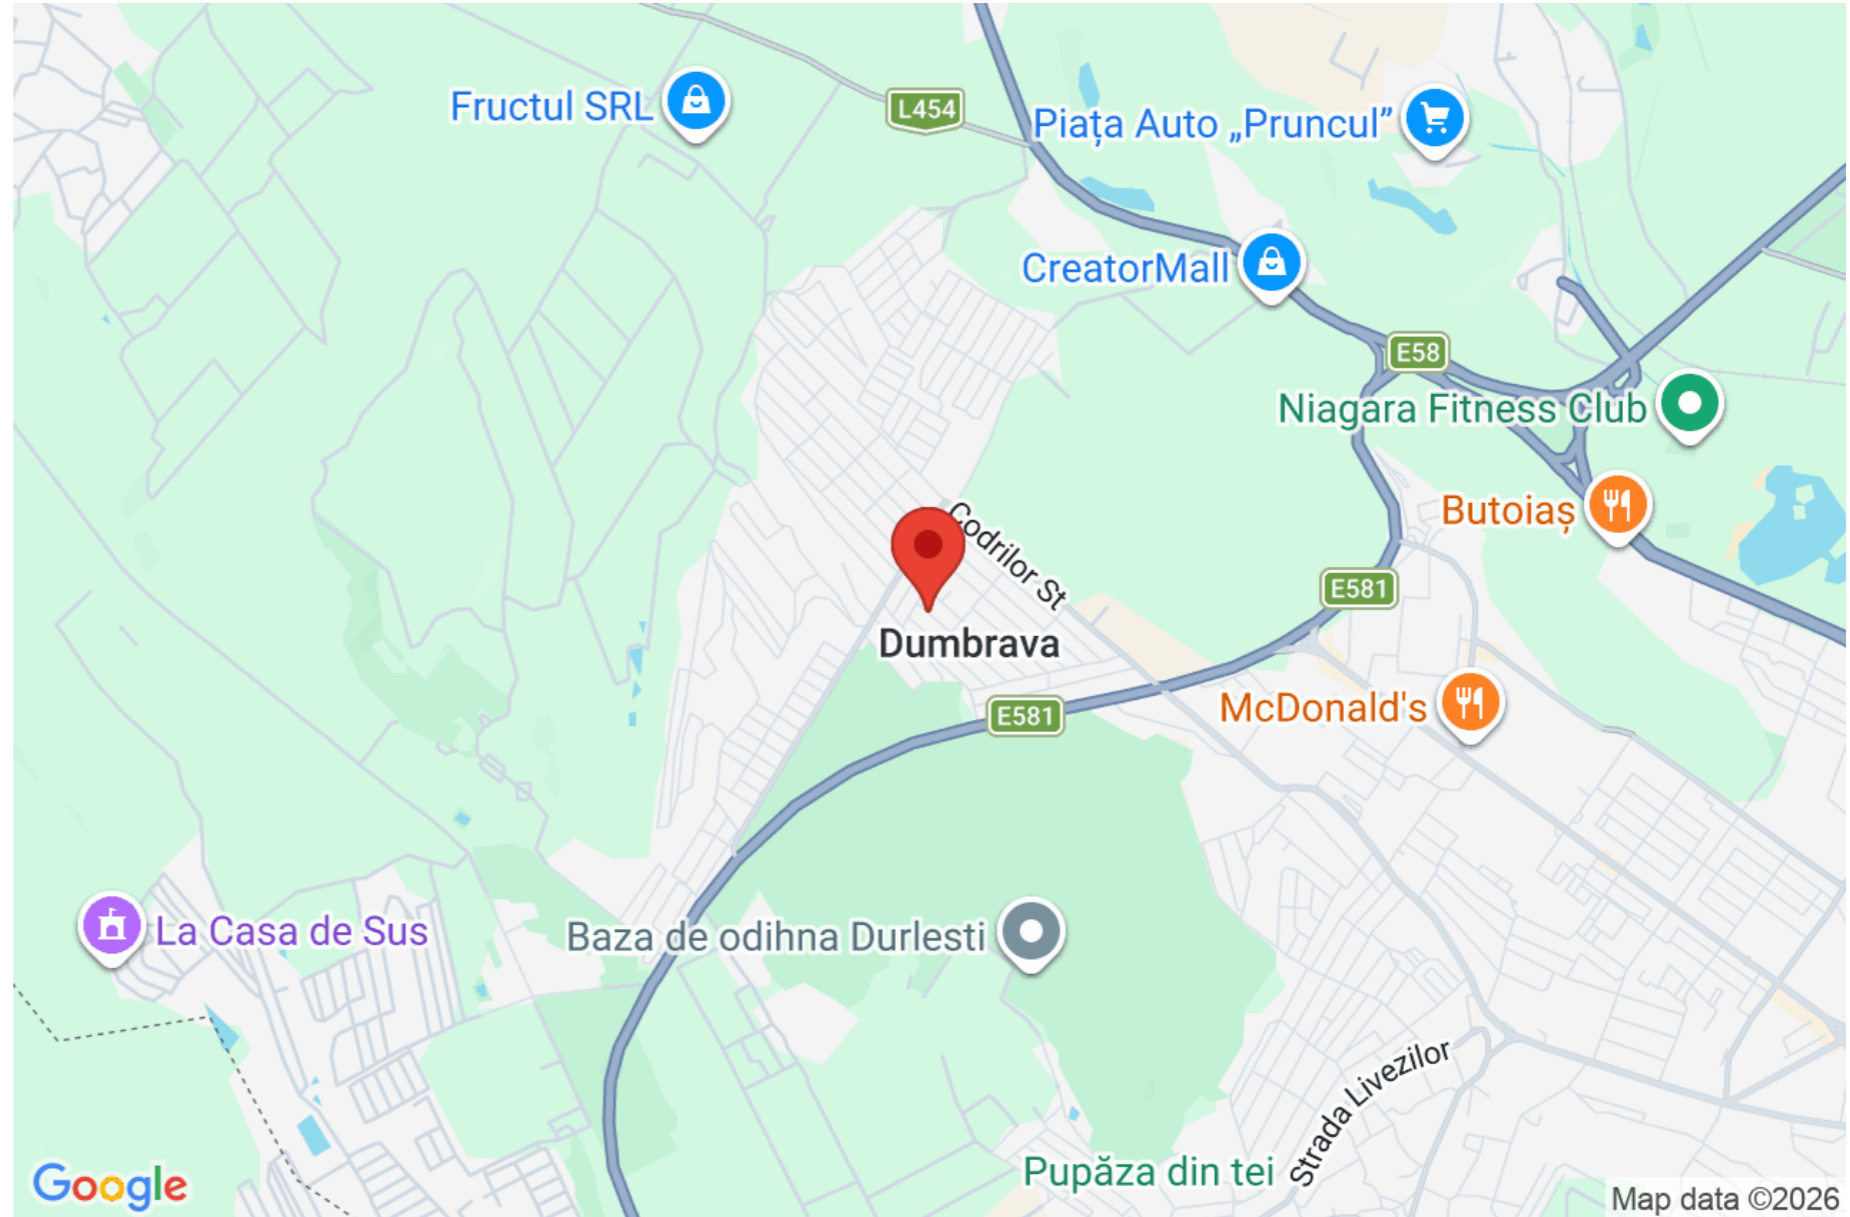 Fructul SRL
L454
Piața Auto „Pruncul”
CreatorMall
E58
Niagara Fitness Club
Butoiaș
Codrilor St
E581
Dumbrava
E581
McDonald's
La Casa de Sus
Baza de odihna Durlesti
Strada Livezilor
Pupăza din tei
Google
Map data ©2026